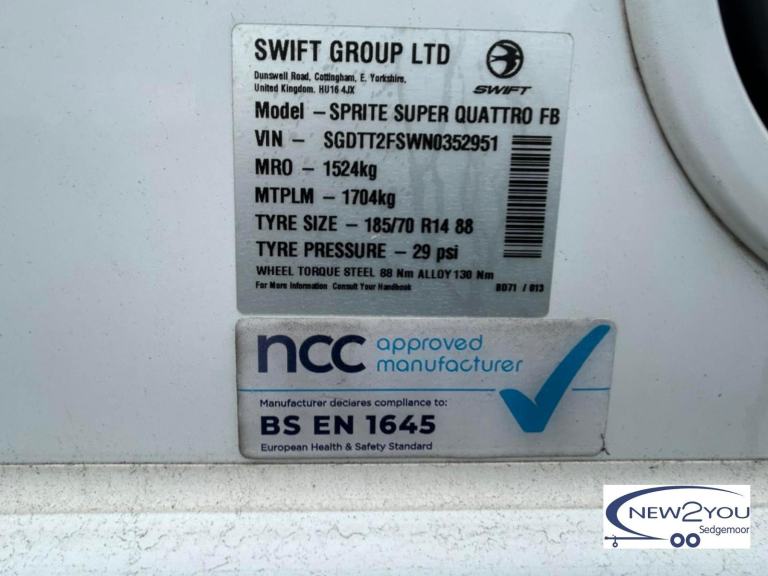 SWIFT GROUP LTD
SWIFT
Dunswell Road, Cottingham, E. Yorkshire,
United Kingdom. HU16 4JX
Model – SPRITE SUPER QUATTRO FB
VIN – SGDTT2FSWN0352951
MRO – 1524kg
MTPLM – 1704kg
TYRE SIZE – 185/70 R14 88
TYRE PRESSURE – 29 psi
WHEEL TORQUE STEEL 88 Nm ALLOY 130 Nm
For More Information Consult Your Handbook
BD71 / 013
ncc approved
manufacturer
Manufacturer declares compliance to:
BS EN 1645
European Health & Safety Standard
NEW2YOU
Sedgemoor